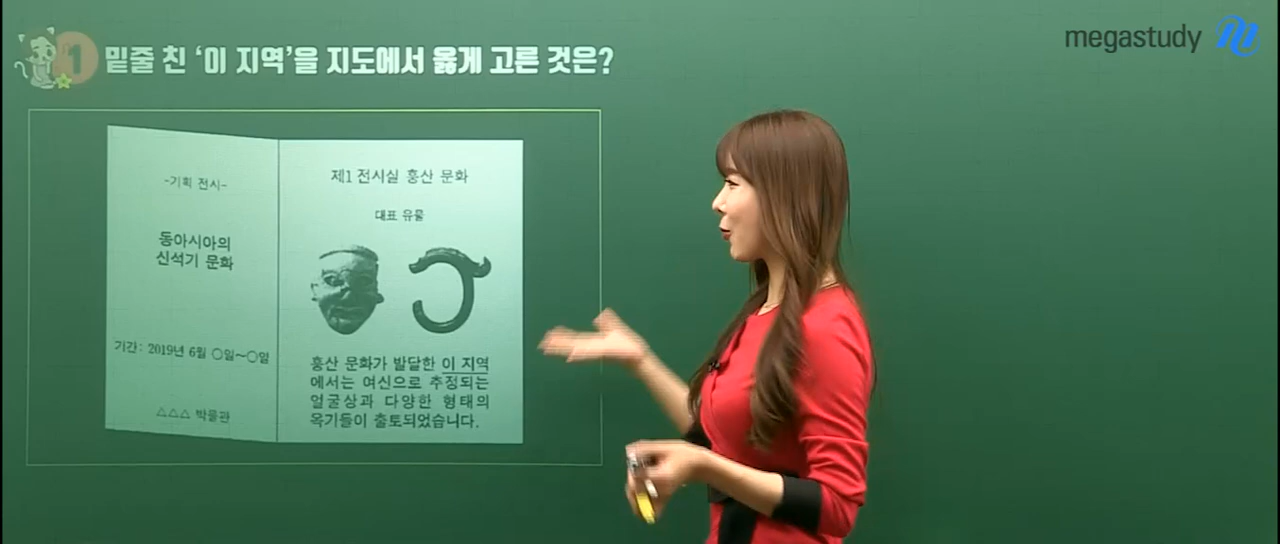 megastudy
1 밑줄 친 ‘이 지역’을 지도에서 옳게 고른 것은?
-기획 전시-
동아시아의
신석기 문화
기간: 2019년 6월 ○일~○일
△△△ 박물관
제1 전시실 훙산 문화
대표 유물
훙산 문화가 발달한 이 지역
에서는 여신으로 추정되는
얼굴상과 다양한 형태의
옥기들이 출토되었습니다.